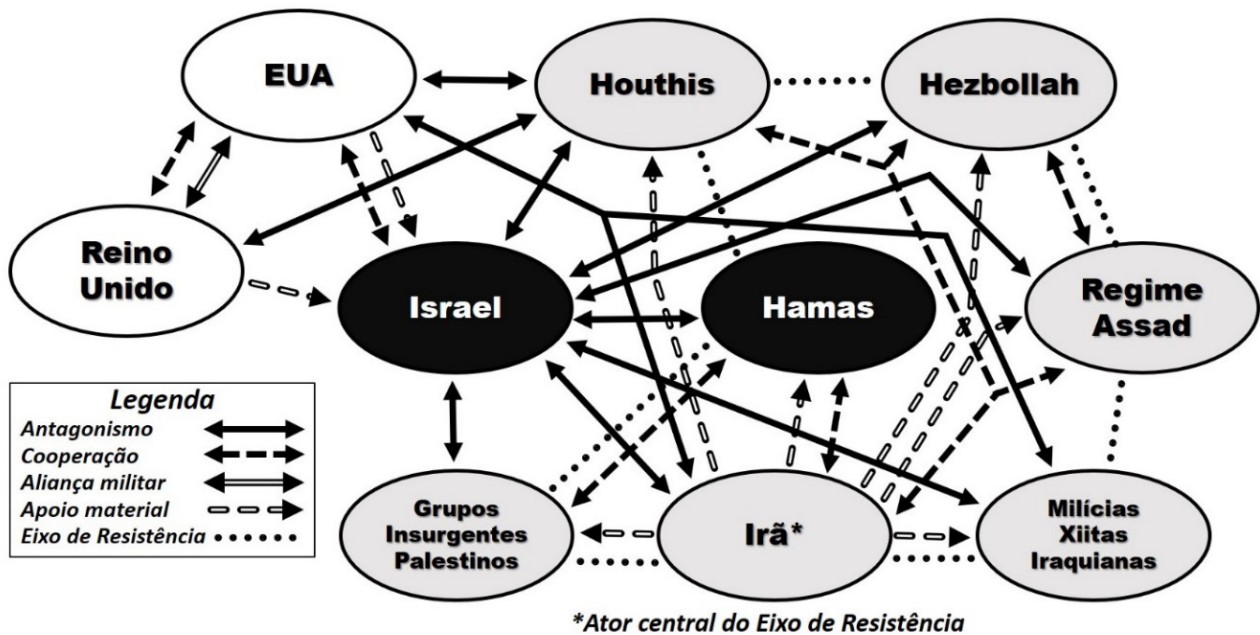 EUA
Houthis
Hezbollah
Reino
Unido
Israel
Hamas
Regime
Assad
Legenda
Antagonismo
Cooperação
Aliança militar
Apoio material
Eixo de Resistência
Grupos
Insurgentes
Palestinos
Irã*
Milícias
Xiitas
Iraquianas
*Ator central do Eixo de Resistência